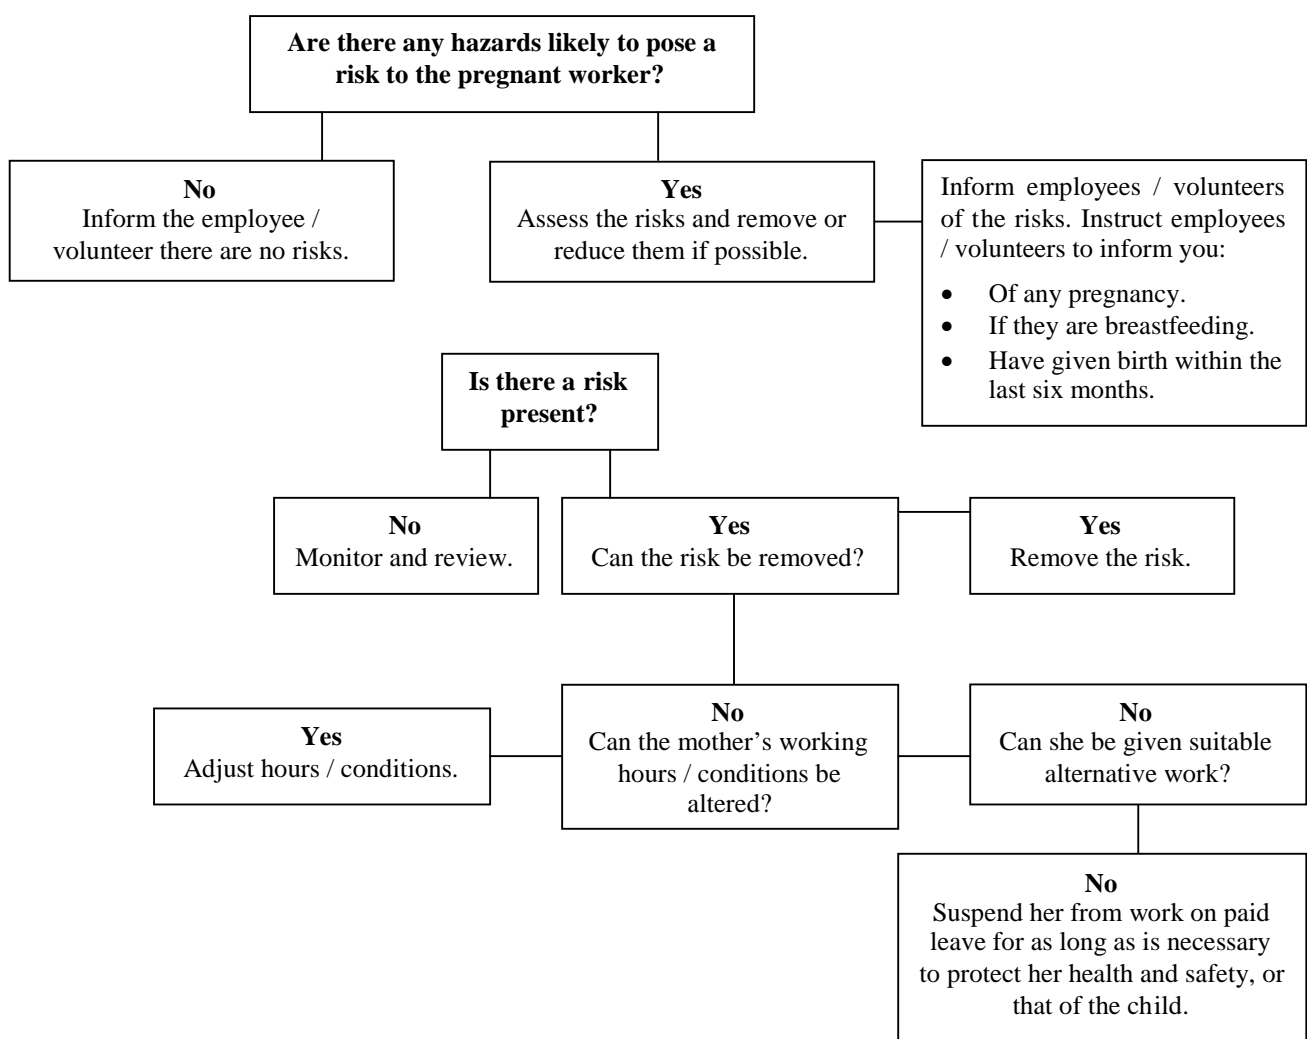 Are there any hazards likely to pose a
risk to the pregnant worker?
No
Inform the employee /
volunteer there are no risks.
Yes
Assess the risks and remove or
reduce them if possible.
Inform employees / volunteers
of the risks. Instruct employees
/ volunteers to inform you:
• Of any pregnancy.
• If they are breastfeeding.
• Have given birth within the
last six months.
Is there a risk
present?
No
Monitor and review.
Yes
Can the risk be removed?
Yes
Remove the risk.
Yes
Adjust hours / conditions.
No
Can the mother’s working
hours / conditions be
altered?
No
Can she be given suitable
alternative work?
No
Suspend her from work on paid
leave for as long as is necessary
to protect her health and safety, or
that of the child.